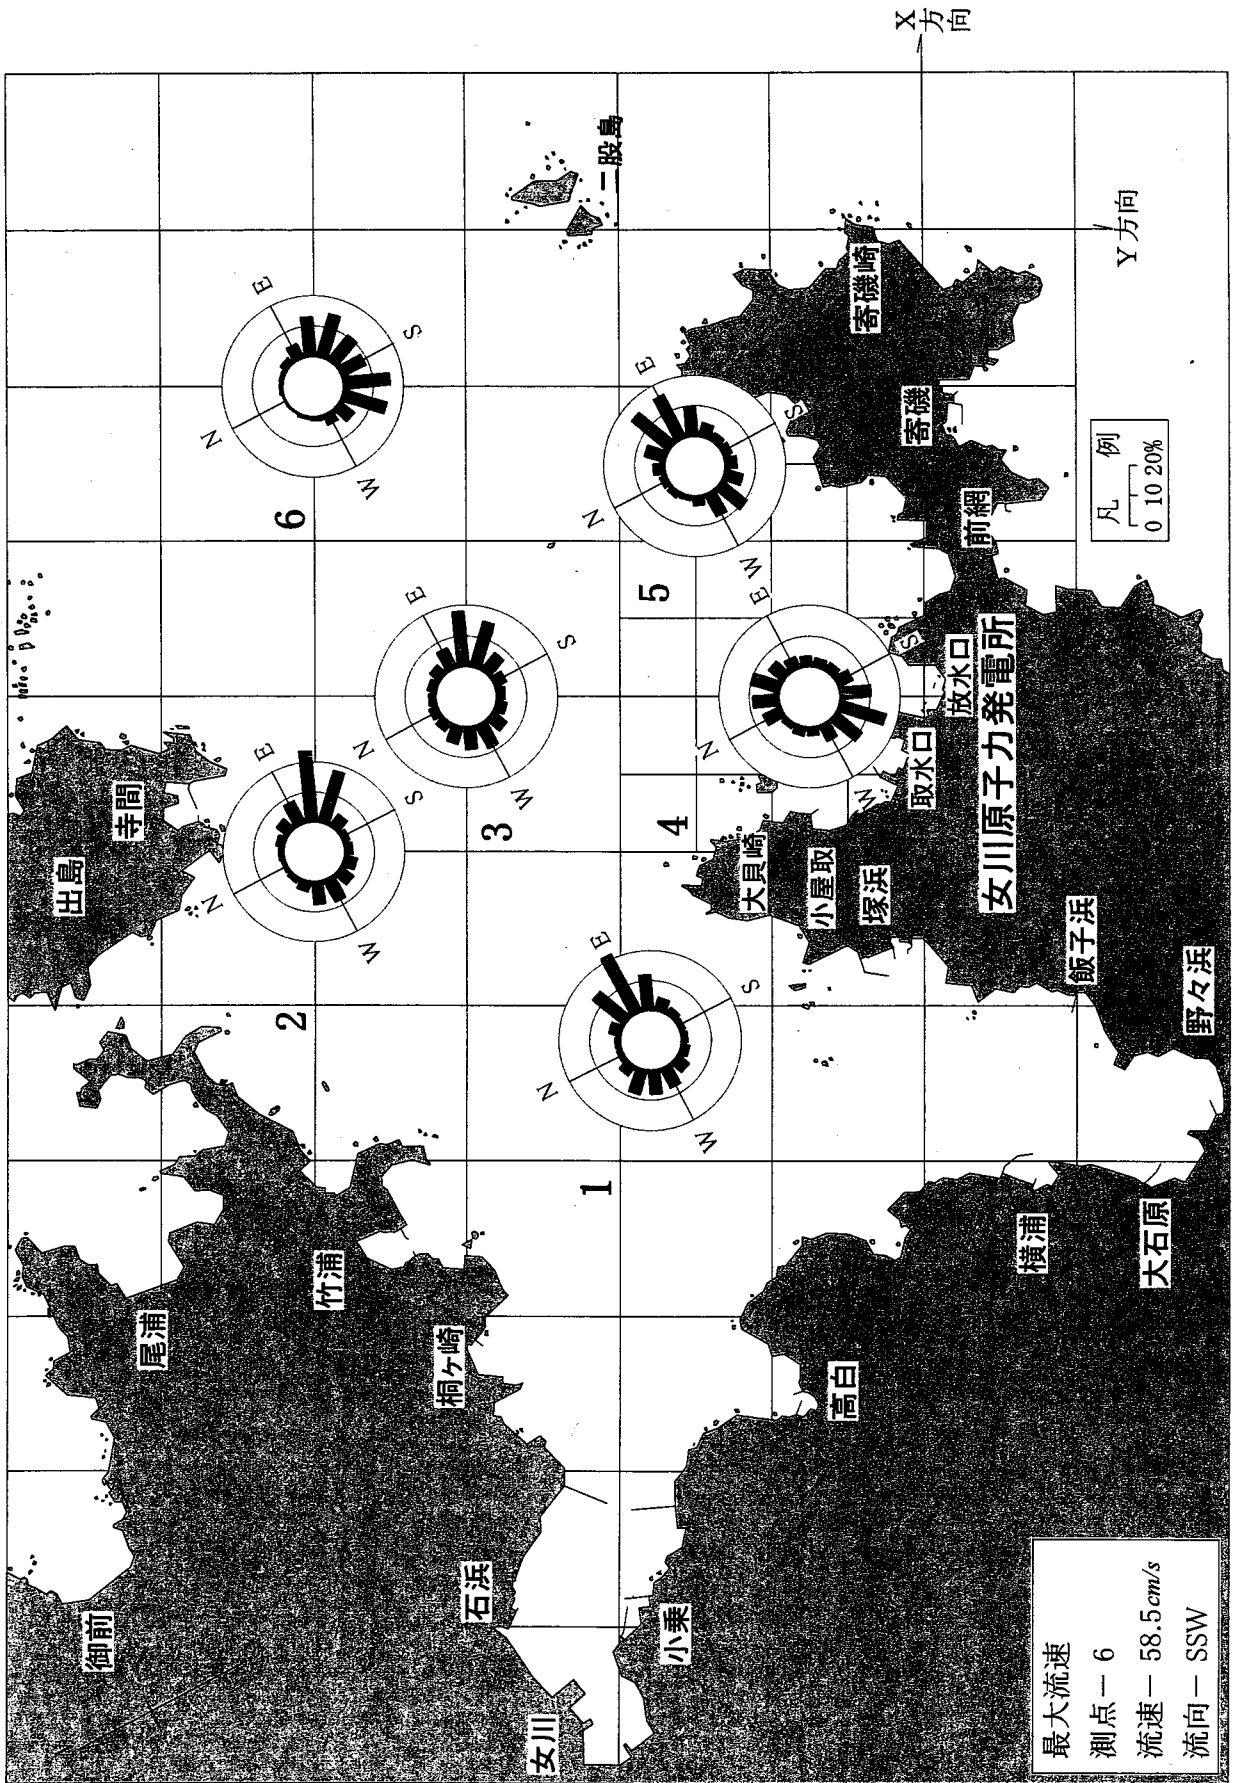 御前
尾浦
竹浦
桐ヶ崎
石浜
女川
小乗
高白
横浦
大石原
野々浜
飯子浜
塚浜
小屋取
大貝崎
取水口
放水口
女川原子力発電所
前網
寄磯
寄磯崎
二股島
出島
寺間
1
N
E
S
W
2
N
E
S
W
3
N
E
S
W
4
N
E
S
W
5
N
E
S
W
6
N
E
S
W
X方向
Y方向
凡 例
0 10 20%
最大流速
測点－6
流速－58.5cm/s
流向－SSW